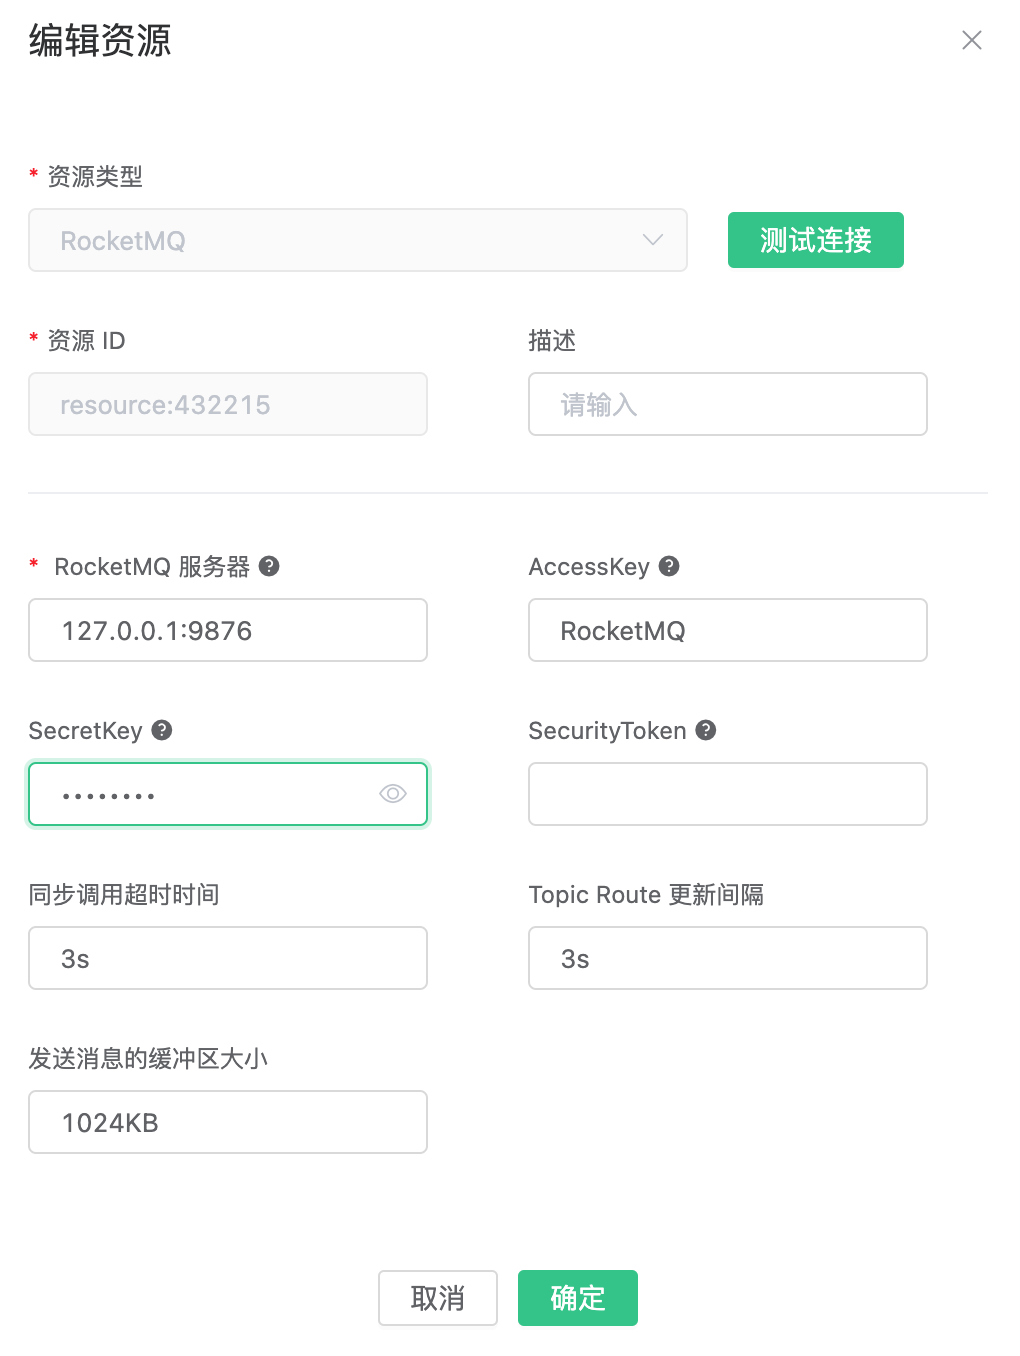 编辑资源
* 资源类型
RocketMQ
测试连接
* 资源 ID
描述
resource:432215
请输入
* RocketMQ 服务器
AccessKey
127.0.0.1:9876
RocketMQ
SecretKey
SecurityToken
••••••••
同步调用超时时间
Topic Route 更新间隔
3s
3s
发送消息的缓冲区大小
1024KB
取消
确定